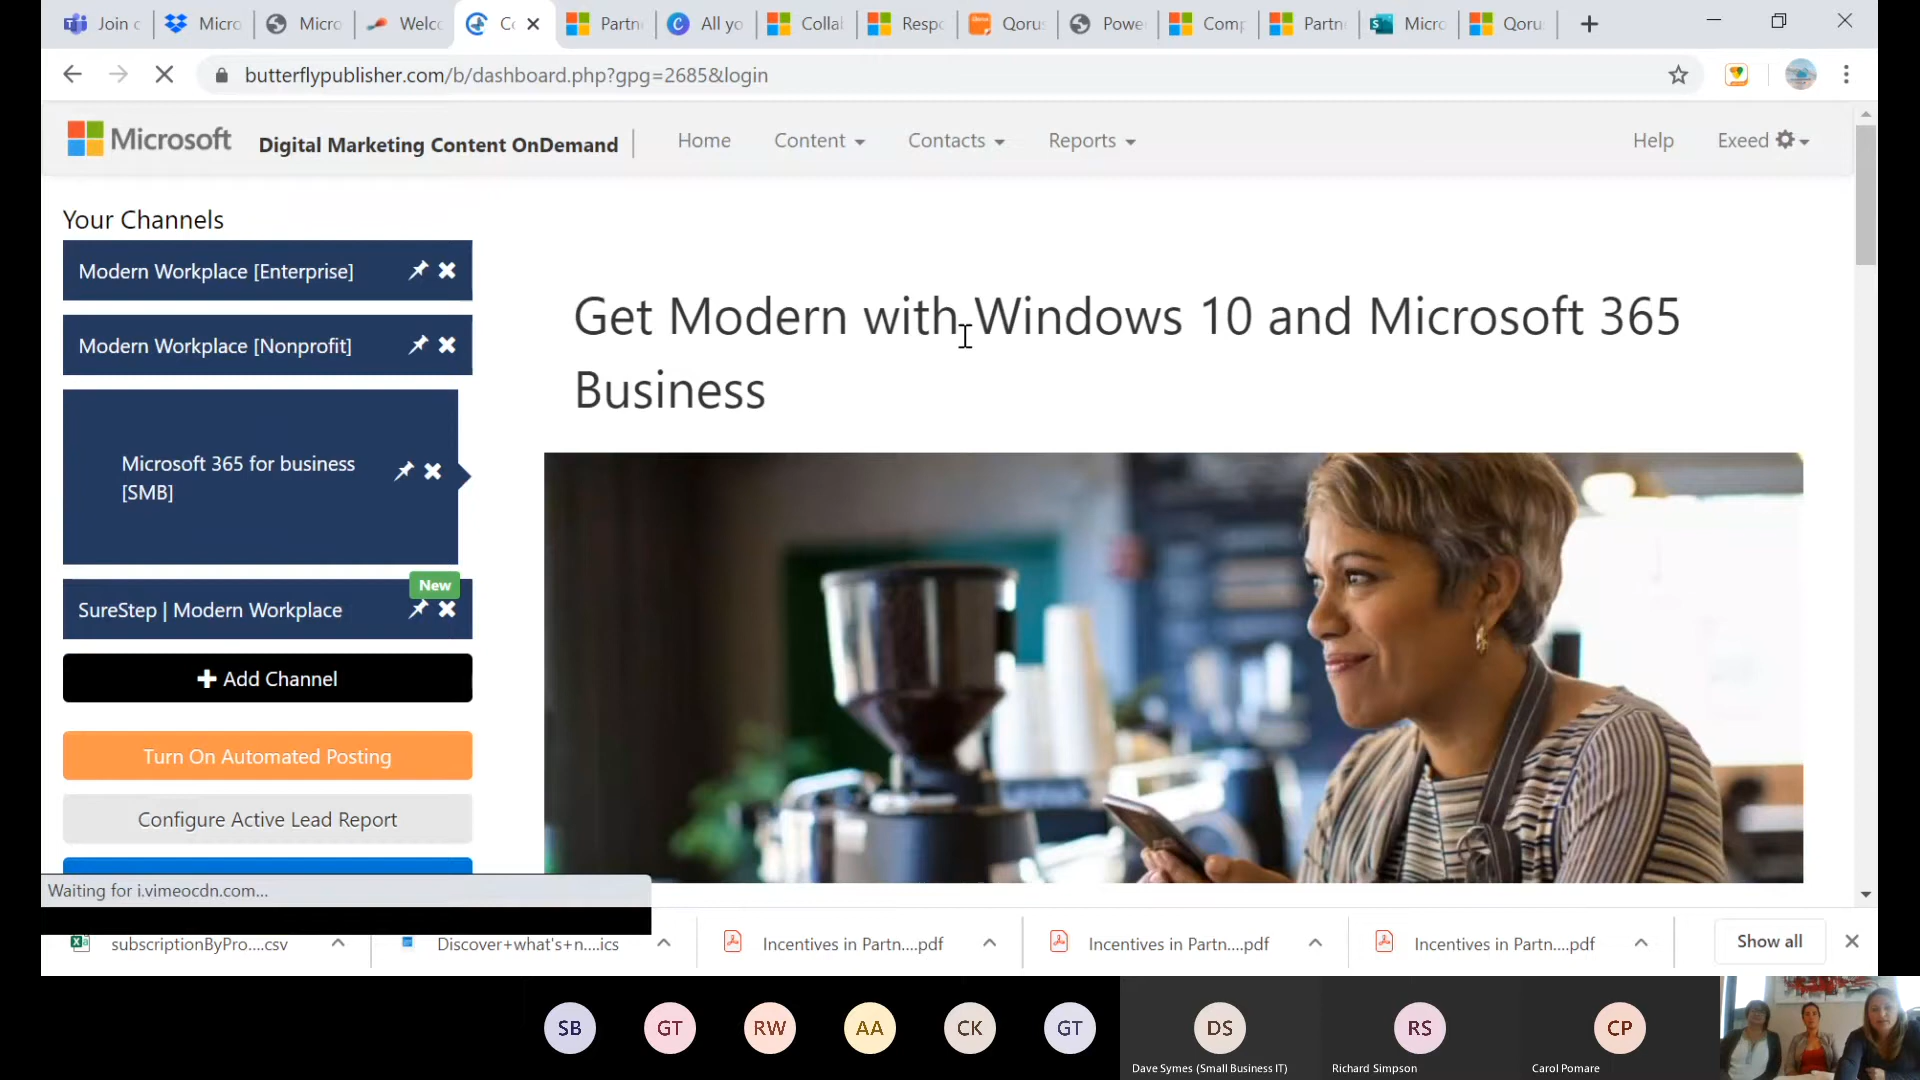 Join c
Micro
Micro
Welc
C
Partn
All yo
Colla
Resp
Qorus
Powe
Comp
Partn
Micro
Qoru
butterflypublisher.com/b/dashboard.php?gpg=2685&login
Microsoft
Digital Marketing Content OnDemand
Home
Content
Contacts
Reports
Help
Exeed
Your Channels
Modern Workplace [Enterprise]
Modern Workplace [Nonprofit]
Microsoft 365 for business
[SMB]
New
SureStep | Modern Workplace
Add Channel
Turn On Automated Posting
Configure Active Lead Report
Get Modern with Windows 10 and Microsoft 365
Business
Waiting for i.vimeocdn.com...
subscriptionByPro....csv
Discover+what's+n....ics
Incentives in Partn....pdf
Incentives in Partn....pdf
Incentives in Partn....pdf
Show all
SB
GT
RW
AA
CK
GT
DS
RS
CP
Dave Symes (Small Business IT)
Richard Simpson
Carol Pomare